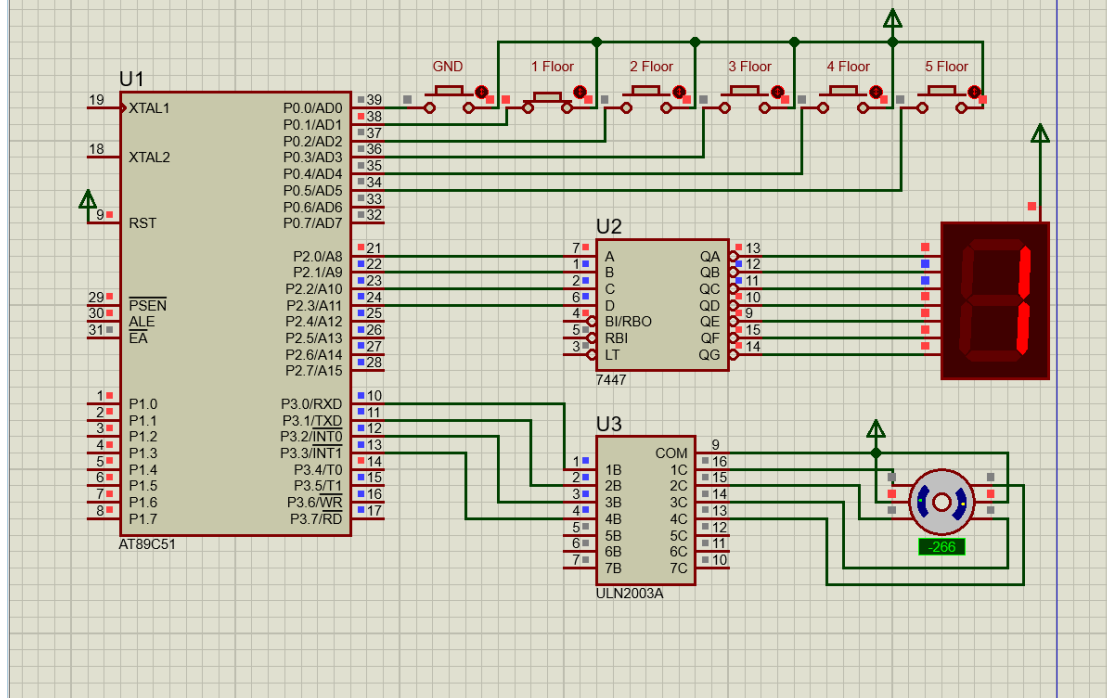 GND 1 Floor 2 Floor 3 Floor 4 Floor 5 Floor
U1
19 XTAL1 P0.0/AD0 39
P0.1/AD1 38
P0.2/AD2 37
18 XTAL2 P0.3/AD3 36
P0.4/AD4 35
P0.5/AD5 34
P0.6/AD6 33
9 RST P0.7/AD7 32
P2.0/A8 21
P2.1/A9 22
P2.2/A10 23
29 PSEN P2.3/A11 24
30 ALE P2.4/A12 25
31 EA P2.5/A13 26
P2.6/A14 27
P2.7/A15 28
1 P1.0 P3.0/RXD 10
2 P1.1 P3.1/TXD 11
3 P1.2 P3.2/INT0 12
4 P1.3 P3.3/INT1 13
5 P1.4 P3.4/T0 14
6 P1.5 P3.5/T1 15
7 P1.6 P3.6/WR 16
8 P1.7 P3.7/RD 17
AT89C51
U2
7 A QA 13
1 B QB 12
2 C QC 11
6 D QD 10
4 BI/RBO QE 9
5 RBI QF 15
3 LT QG 14
7447
1
U3
COM 9
1 1B 1C 16
2 2B 2C 15
3 3B 3C 14
4 4B 4C 13
5 5B 5C 12
6 6B 6C 11
7 7B 7C 10
ULN2003A
-266